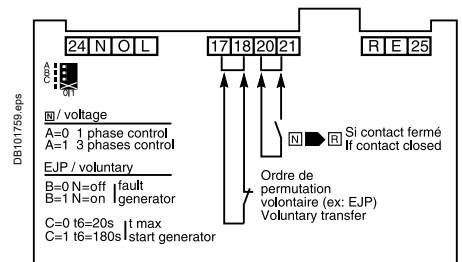 24 N O L 17 18 20 21 R E 25
A
B
C
0 1
DB101759.eps
N / voltage
A=0 1 phase control
A=1 3 phases control
EJP / voluntary
B=0 N=off fault
B=1 N=on generator
C=0 t6=20s t max
C=1 t6=180s start generator
N R Si contact fermé
If contact closed
Ordre de
permutation
volontaire (ex: EJP)
Voluntary transfer